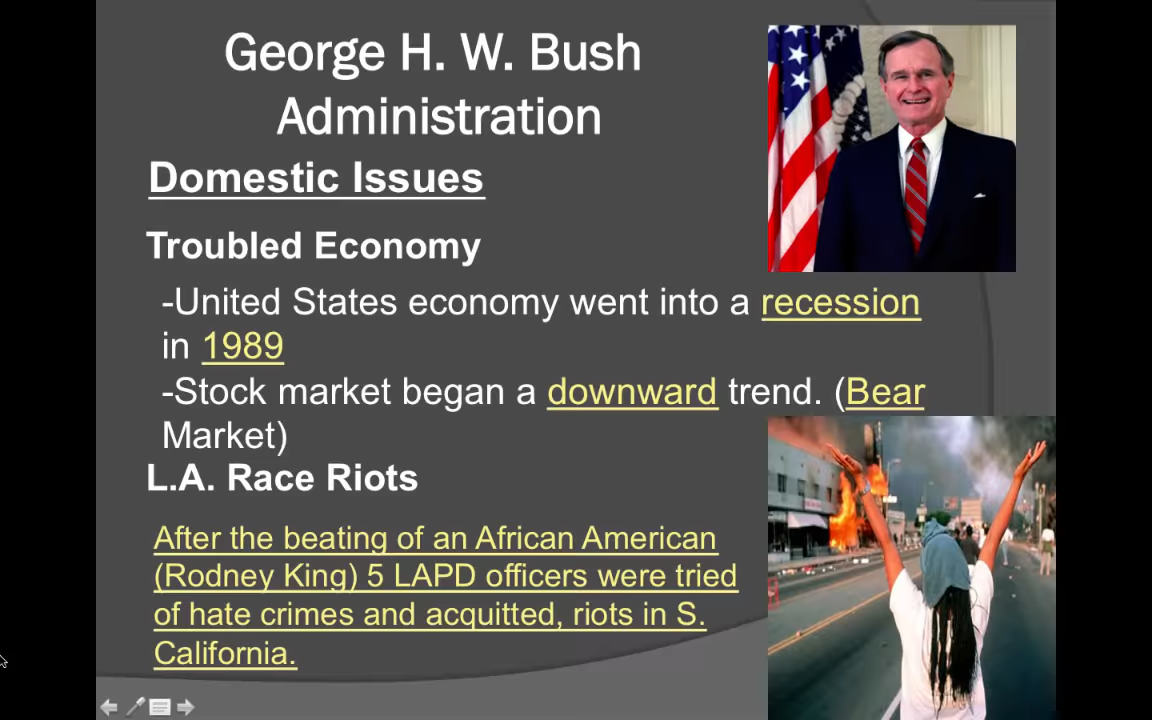 George H. W. Bush
Administration
Domestic Issues
Troubled Economy
-United States economy went into a recession
in 1989
-Stock market began a downward trend. (Bear
Market)
L.A. Race Riots
After the beating of an African American
(Rodney King) 5 LAPD officers were tried
of hate crimes and acquitted, riots in S.
California.